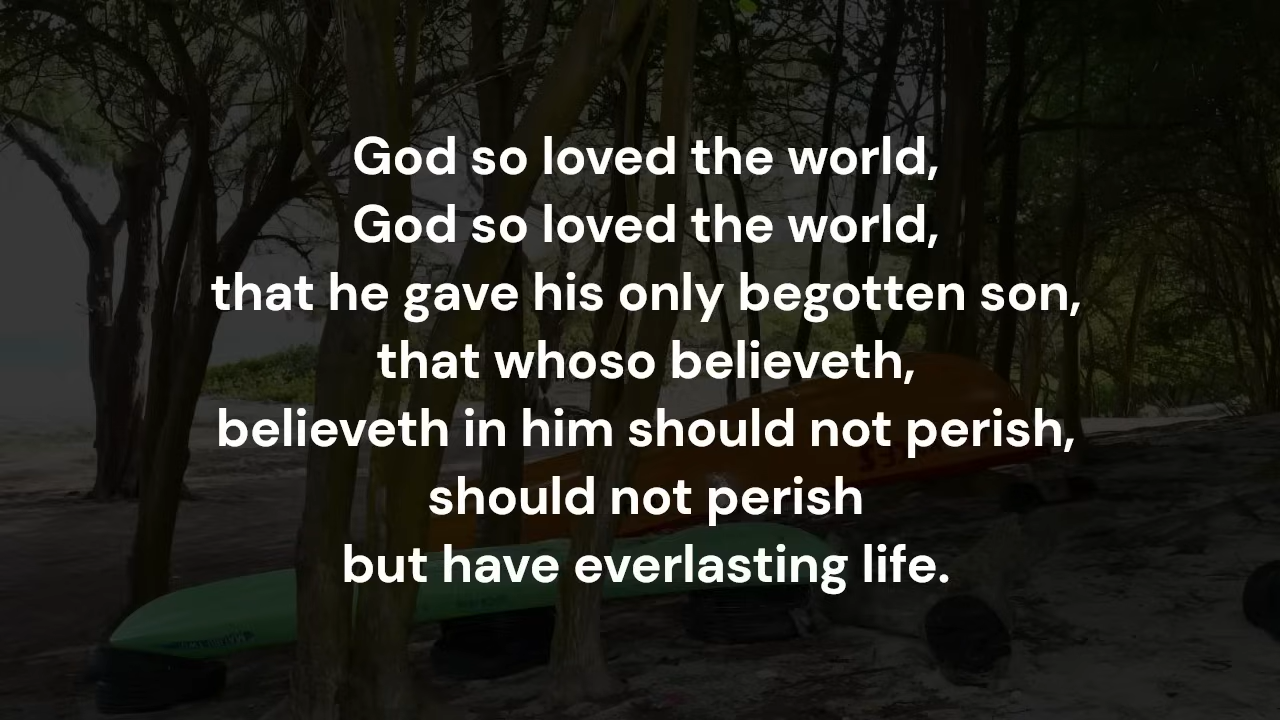 God so loved the world,
God so loved the world,
that he gave his only begotten son,
that whoso believeth,
believeth in him should not perish,
should not perish
but have everlasting life.